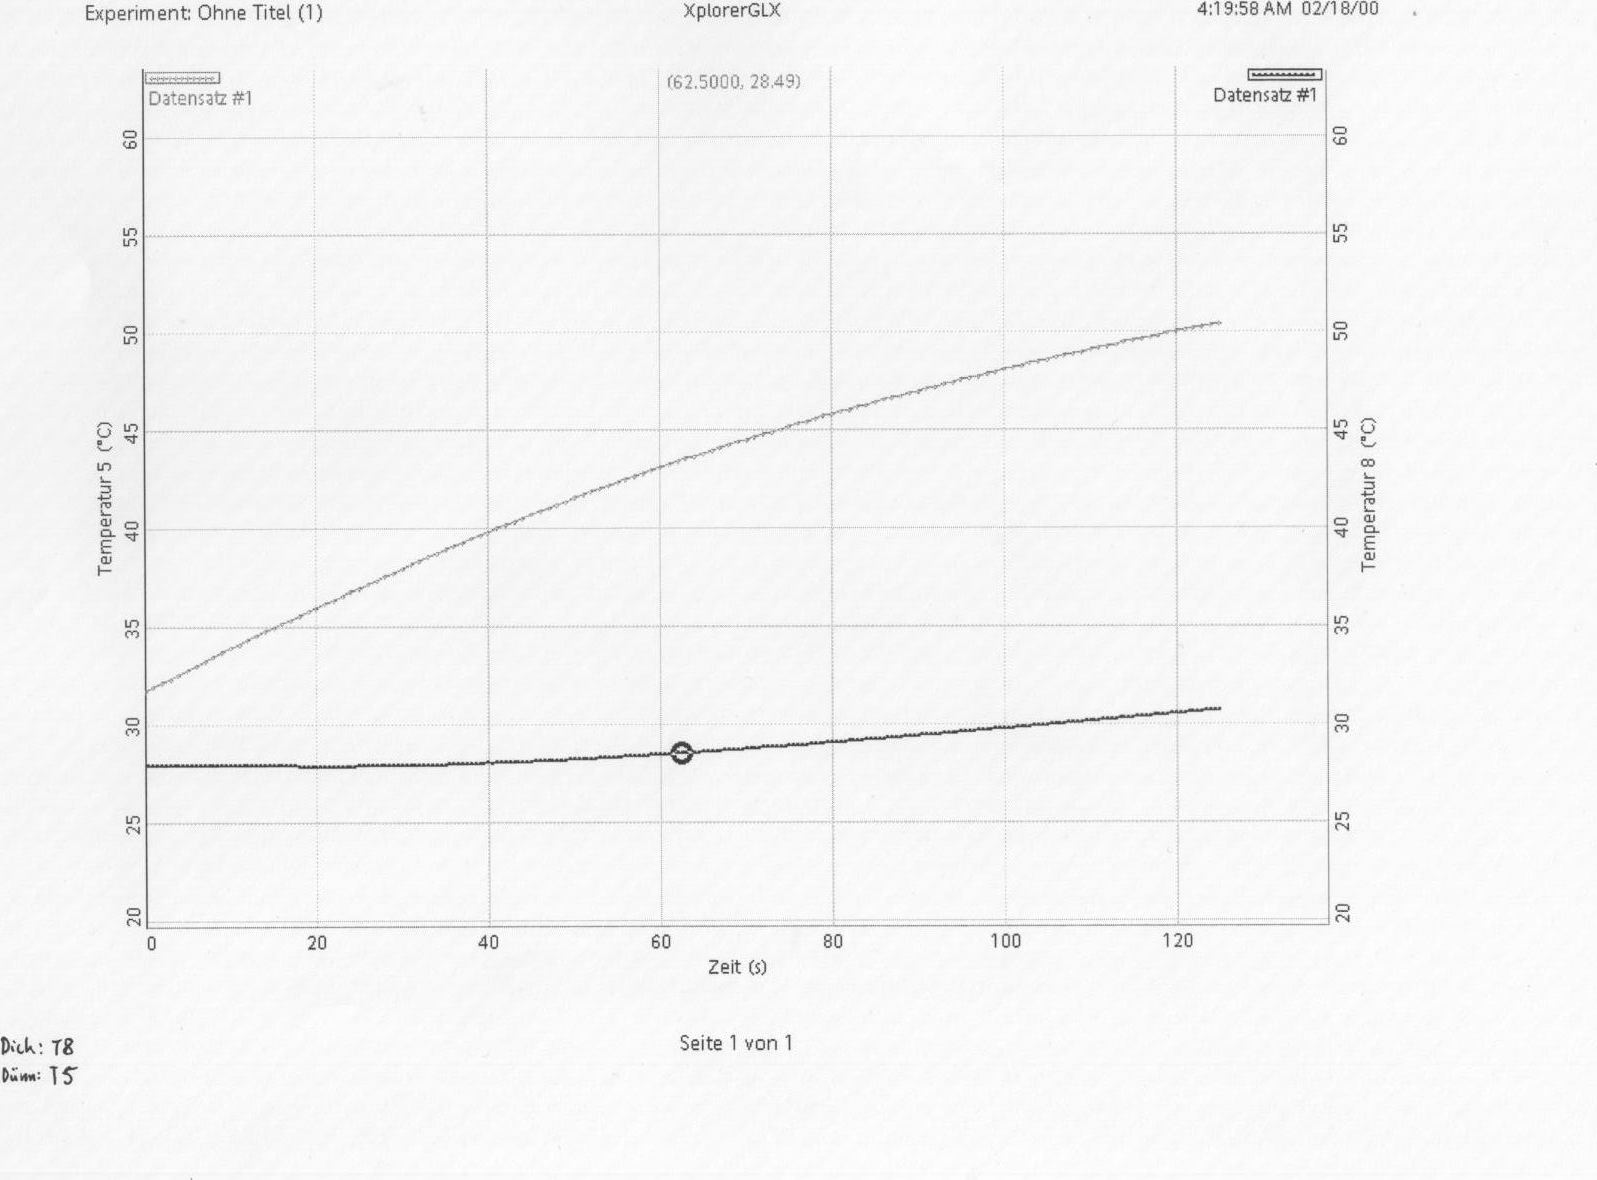 Experiment: Ohne Titel (1) XplorerGLX 4:19:58 AM 02/18/00
Datensatz #1 (62.5000, 28.49) Datensatz #1
Temperatur 5 (°C)
60
55
50
45
40
35
30
25
20
60
55
50
45
40
35
30
25
20
Temperatur 8 (°C)
0 20 40 60 80 100 120
Zeit (s)
Seite 1 von 1
Dick: T8
Dünn: T5